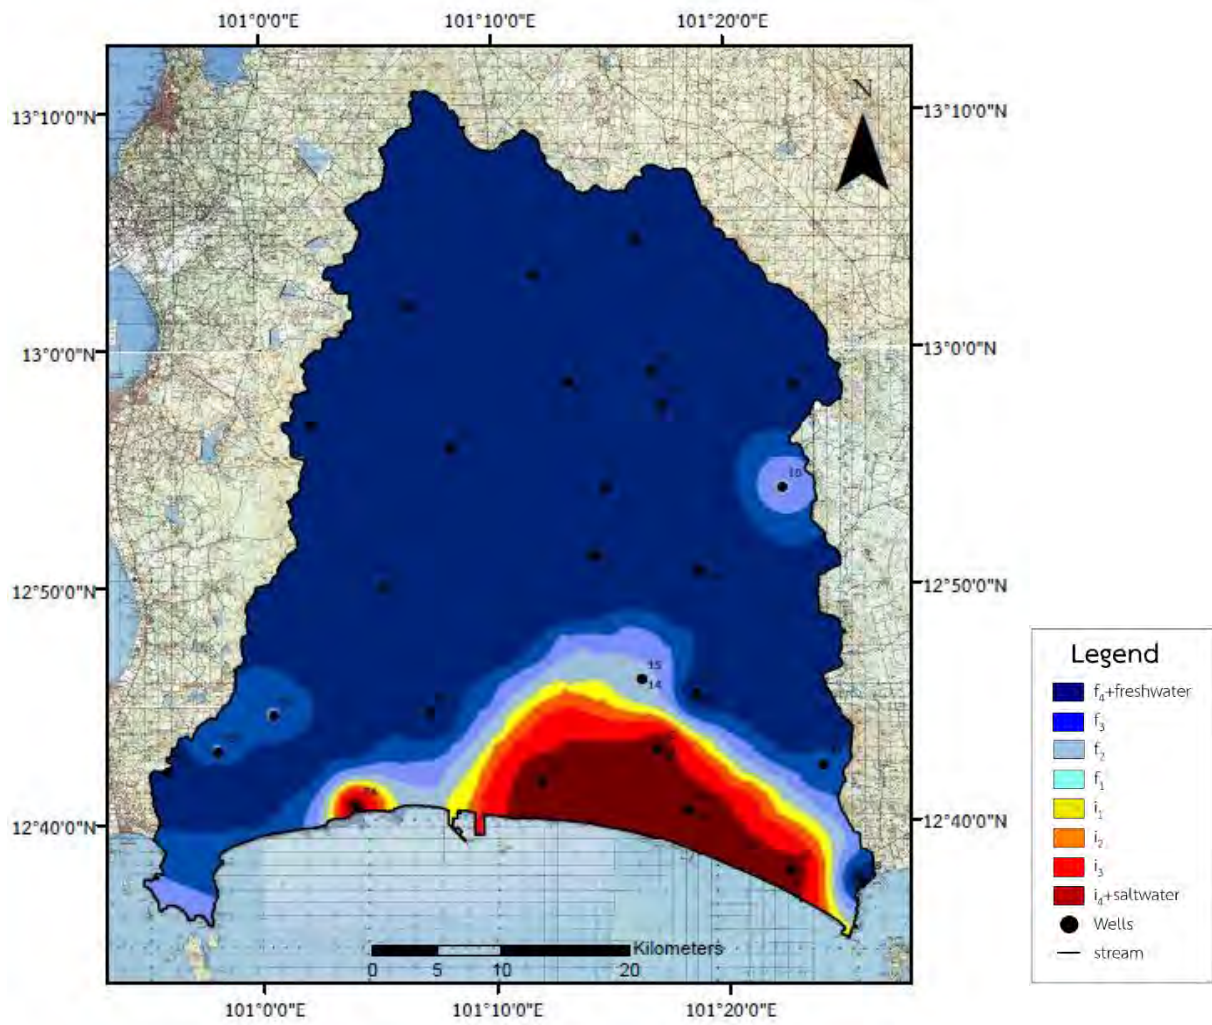 101°0'0"E 101°10'0"E 101°20'0"E
N
13°10'0"N 13°10'0"N
13°0'0"N 13°0'0"N
10
12°50'0"N 12°50'0"N
15
14
12°40'0"N 12°40'0"N
Kilometers
0 5 10 20
101°0'0"E 101°10'0"E 101°20'0"E
Legend
f₄+freshwater
f₃
f₂
f₁
i₁
i₂
i₃
i₄+saltwater
Wells
stream